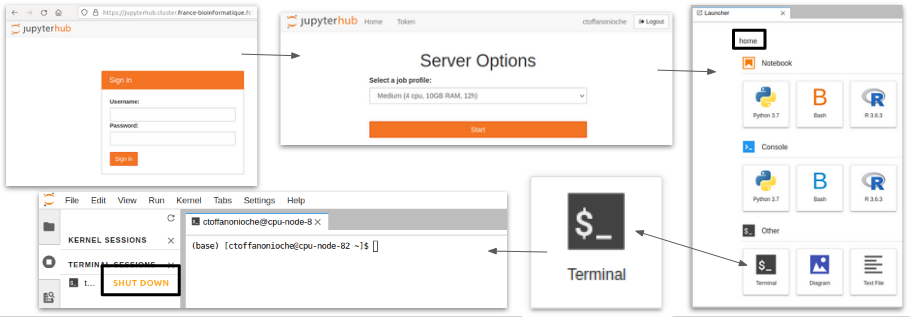 https://jupyterhub.cluster.france-bioinformatique.f
jupyterhub
Sign in
Username:
Password:
Sign in
jupyterhub
Home
Token
ctoffanonioche
Logout
Server Options
Select a job profile:
Medium (4 cpu, 10GB RAM, 12h)
Start
Launcher
home
Notebook
Python 3.7
B
Bash
R
R 3.6.3
Console
Python 3.7
B
Bash
R
R 3.6.3
Other
$_
Terminal
Diagram
Text File
$_
Terminal
File Edit View Run Kernel Tabs Settings Help
KERNEL SESSIONS
TERMINAL SESSIONS
t...
SHUT DOWN
ctoffanonioche@cpu-node-8
(base) [ctoffanonioche@cpu-node-82 ~]$